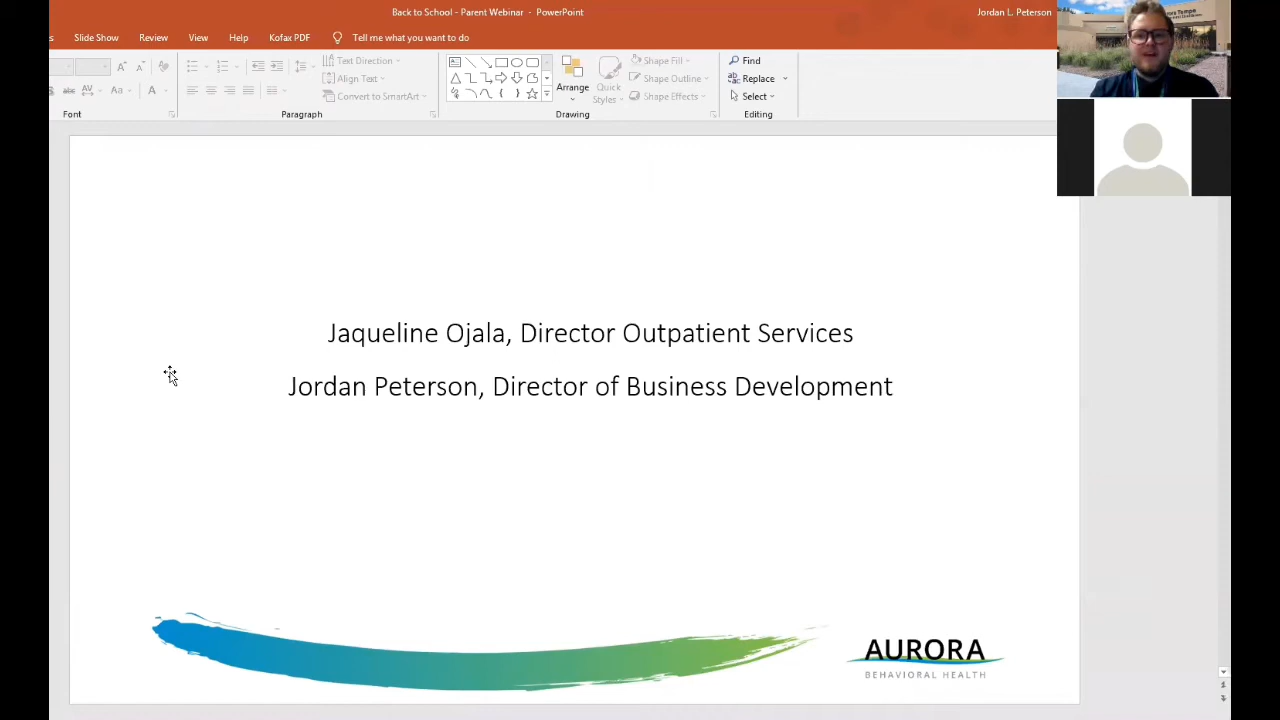 Back to School - Parent Webinar - PowerPoint
Jordan L. Peterson
s Slide Show Review View Help Kofax PDF Tell me what you want to do
Text Direction
Align Text
Convert to SmartArt
abc AV Aa A
Arrange
Quick
Styles
Shape Fill
Shape Outline
Shape Effects
Find
Replace
Select
Font
Paragraph
Drawing
Editing
Jaqueline Ojala, Director Outpatient Services
Jordan Peterson, Director of Business Development
AURORA
BEHAVIORAL HEALTH